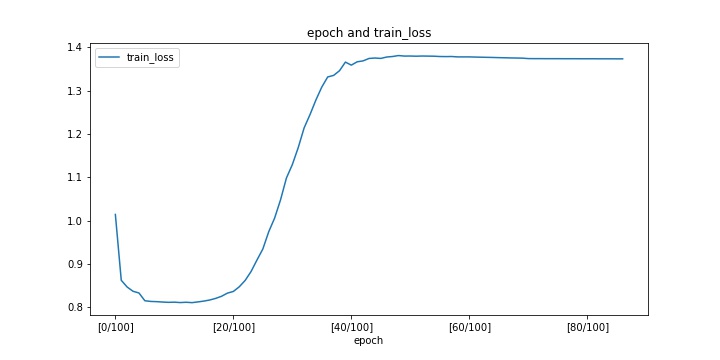 epoch and train_loss
train_loss
1.4
1.3
1.2
1.1
1.0
0.9
0.8
[0/100] [20/100] [40/100] [60/100] [80/100]
epoch